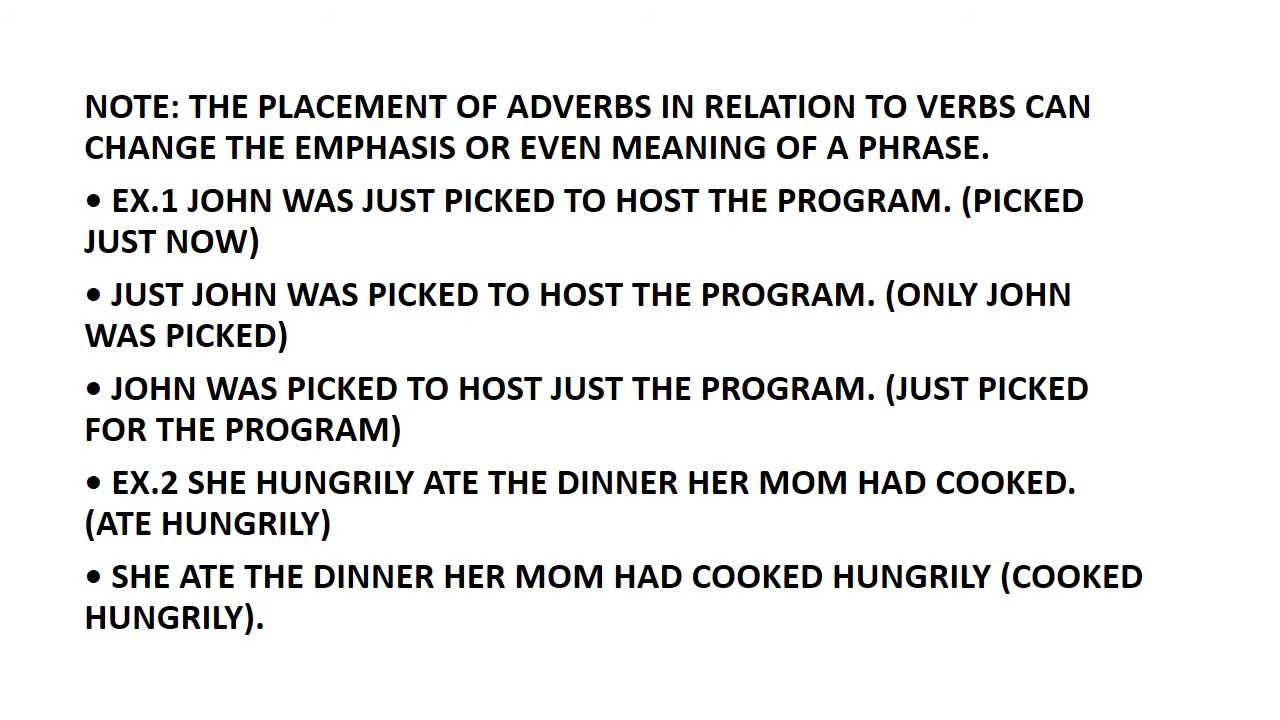 NOTE: THE PLACEMENT OF ADVERBS IN RELATION TO VERBS CAN
CHANGE THE EMPHASIS OR EVEN MEANING OF A PHRASE.
• EX.1 JOHN WAS JUST PICKED TO HOST THE PROGRAM. (PICKED
JUST NOW)
• JUST JOHN WAS PICKED TO HOST THE PROGRAM. (ONLY JOHN
WAS PICKED)
• JOHN WAS PICKED TO HOST JUST THE PROGRAM. (JUST PICKED
FOR THE PROGRAM)
• EX.2 SHE HUNGRILY ATE THE DINNER HER MOM HAD COOKED.
(ATE HUNGRILY)
• SHE ATE THE DINNER HER MOM HAD COOKED HUNGRILY (COOKED
HUNGRILY).